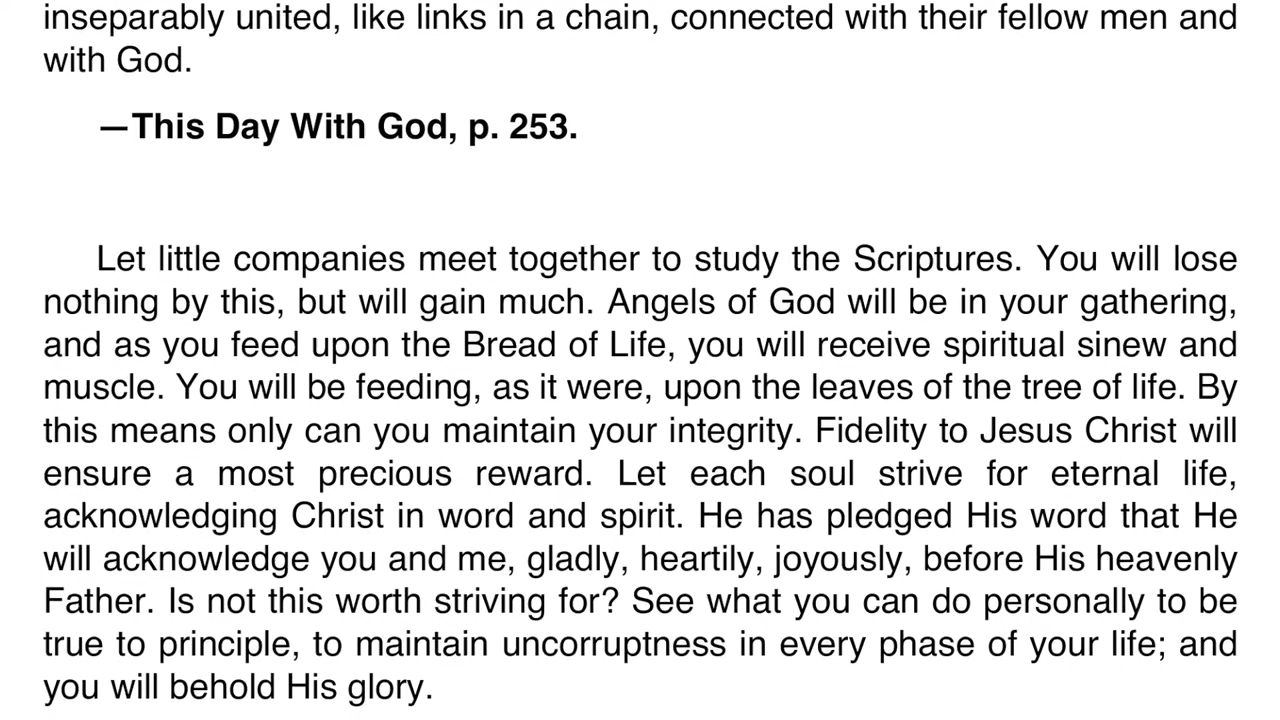 inseparably united, like links in a chain, connected with their fellow men and
with God.
—This Day With God, p. 253.
Let little companies meet together to study the Scriptures. You will lose
nothing by this, but will gain much. Angels of God will be in your gathering,
and as you feed upon the Bread of Life, you will receive spiritual sinew and
muscle. You will be feeding, as it were, upon the leaves of the tree of life. By
this means only can you maintain your integrity. Fidelity to Jesus Christ will
ensure a most precious reward. Let each soul strive for eternal life,
acknowledging Christ in word and spirit. He has pledged His word that He
will acknowledge you and me, gladly, heartily, joyously, before His heavenly
Father. Is not this worth striving for? See what you can do personally to be
true to principle, to maintain uncorruptness in every phase of your life; and
you will behold His glory.